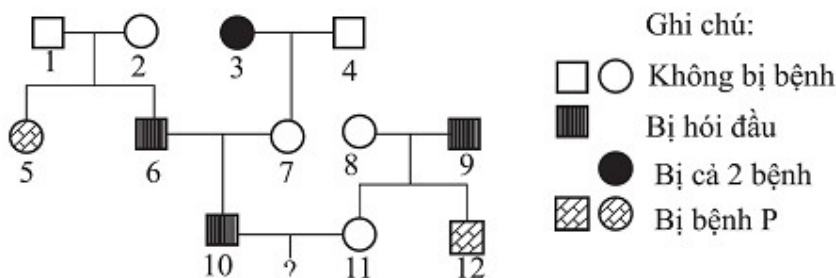 1 2 3 4
5 6 7 8 9
10 ? 11 12
Ghi chú:
Không bị bệnh
Bị hói đầu
Bị cả 2 bệnh
Bị bệnh P